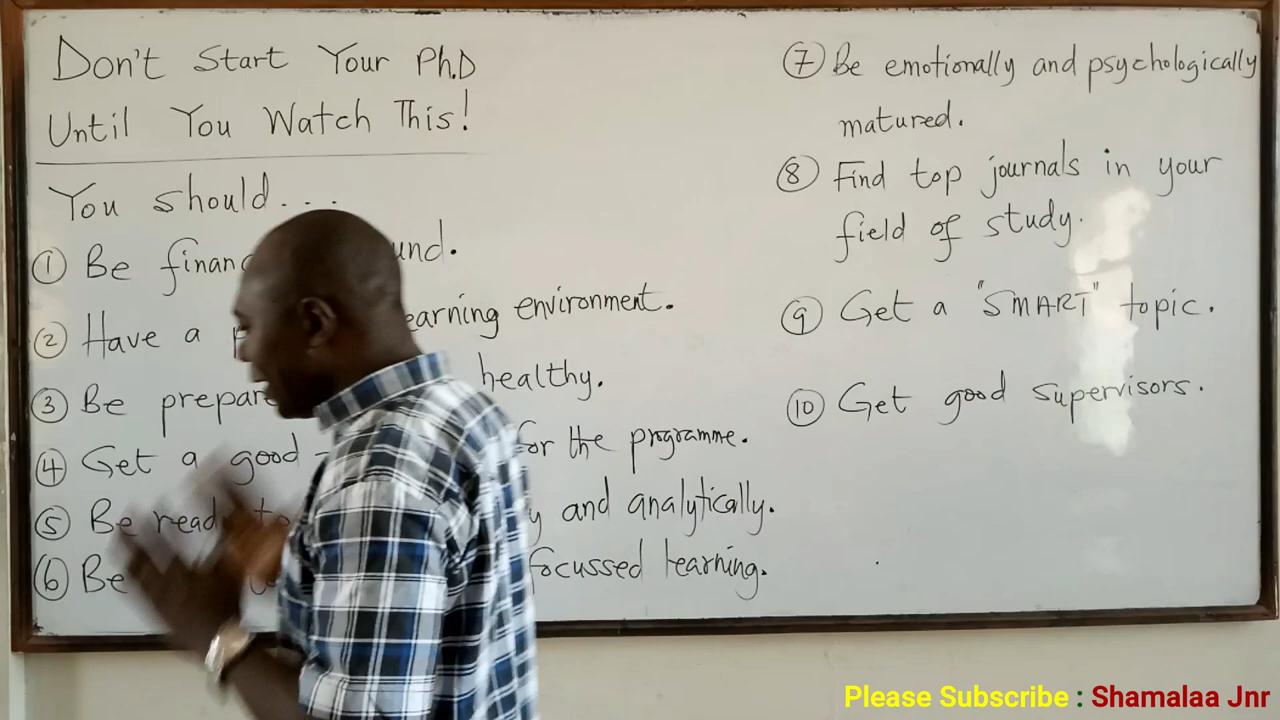 Don't Start Your Ph.D
Until You Watch This!
You should...
① Be financ und.
② Have a earning environment.
③ Be prepare healthy.
④ Get a good for the programme.
⑤ Be ready to y and analytically.
⑥ Be focussed learning.
⑦ Be emotionally and psychologically
matured.
⑧ Find top journals in your
field of study.
⑨ Get a "SMART" topic.
⑩ Get good supervisors.
Please Subscribe : Shamalaa Jnr